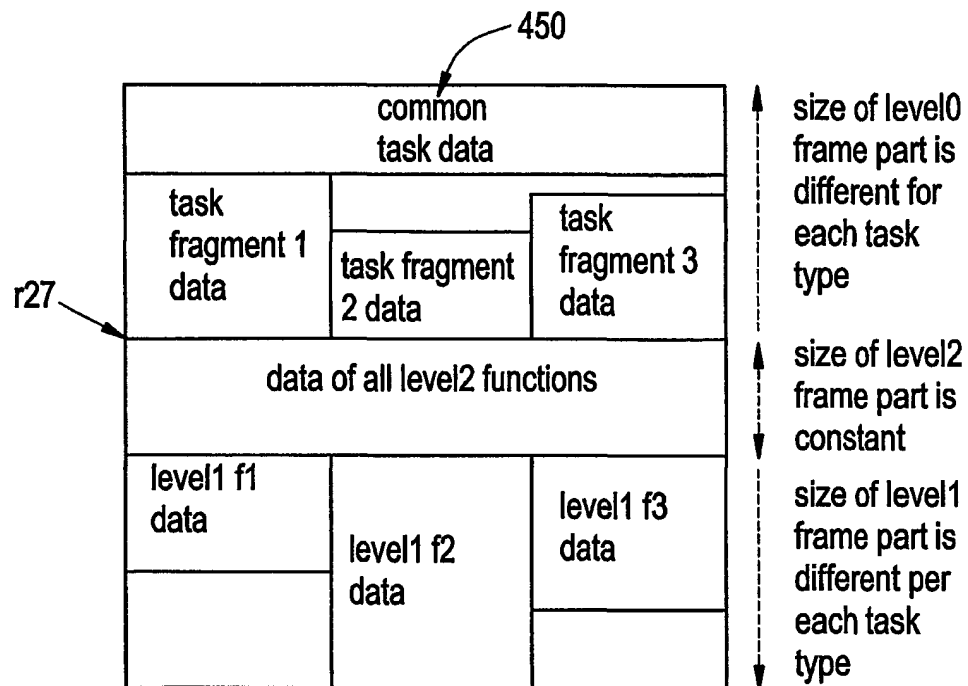 450
common
task data
task
fragment 1
data
task fragment
2 data
task
fragment 3
data
size of level0
frame part is
different for
each task
type
r27
data of all level2 functions
size of level2
frame part is
constant
level1 f1
data
level1 f2
data
level1 f3
data
size of level1
frame part is
different per
each task
type